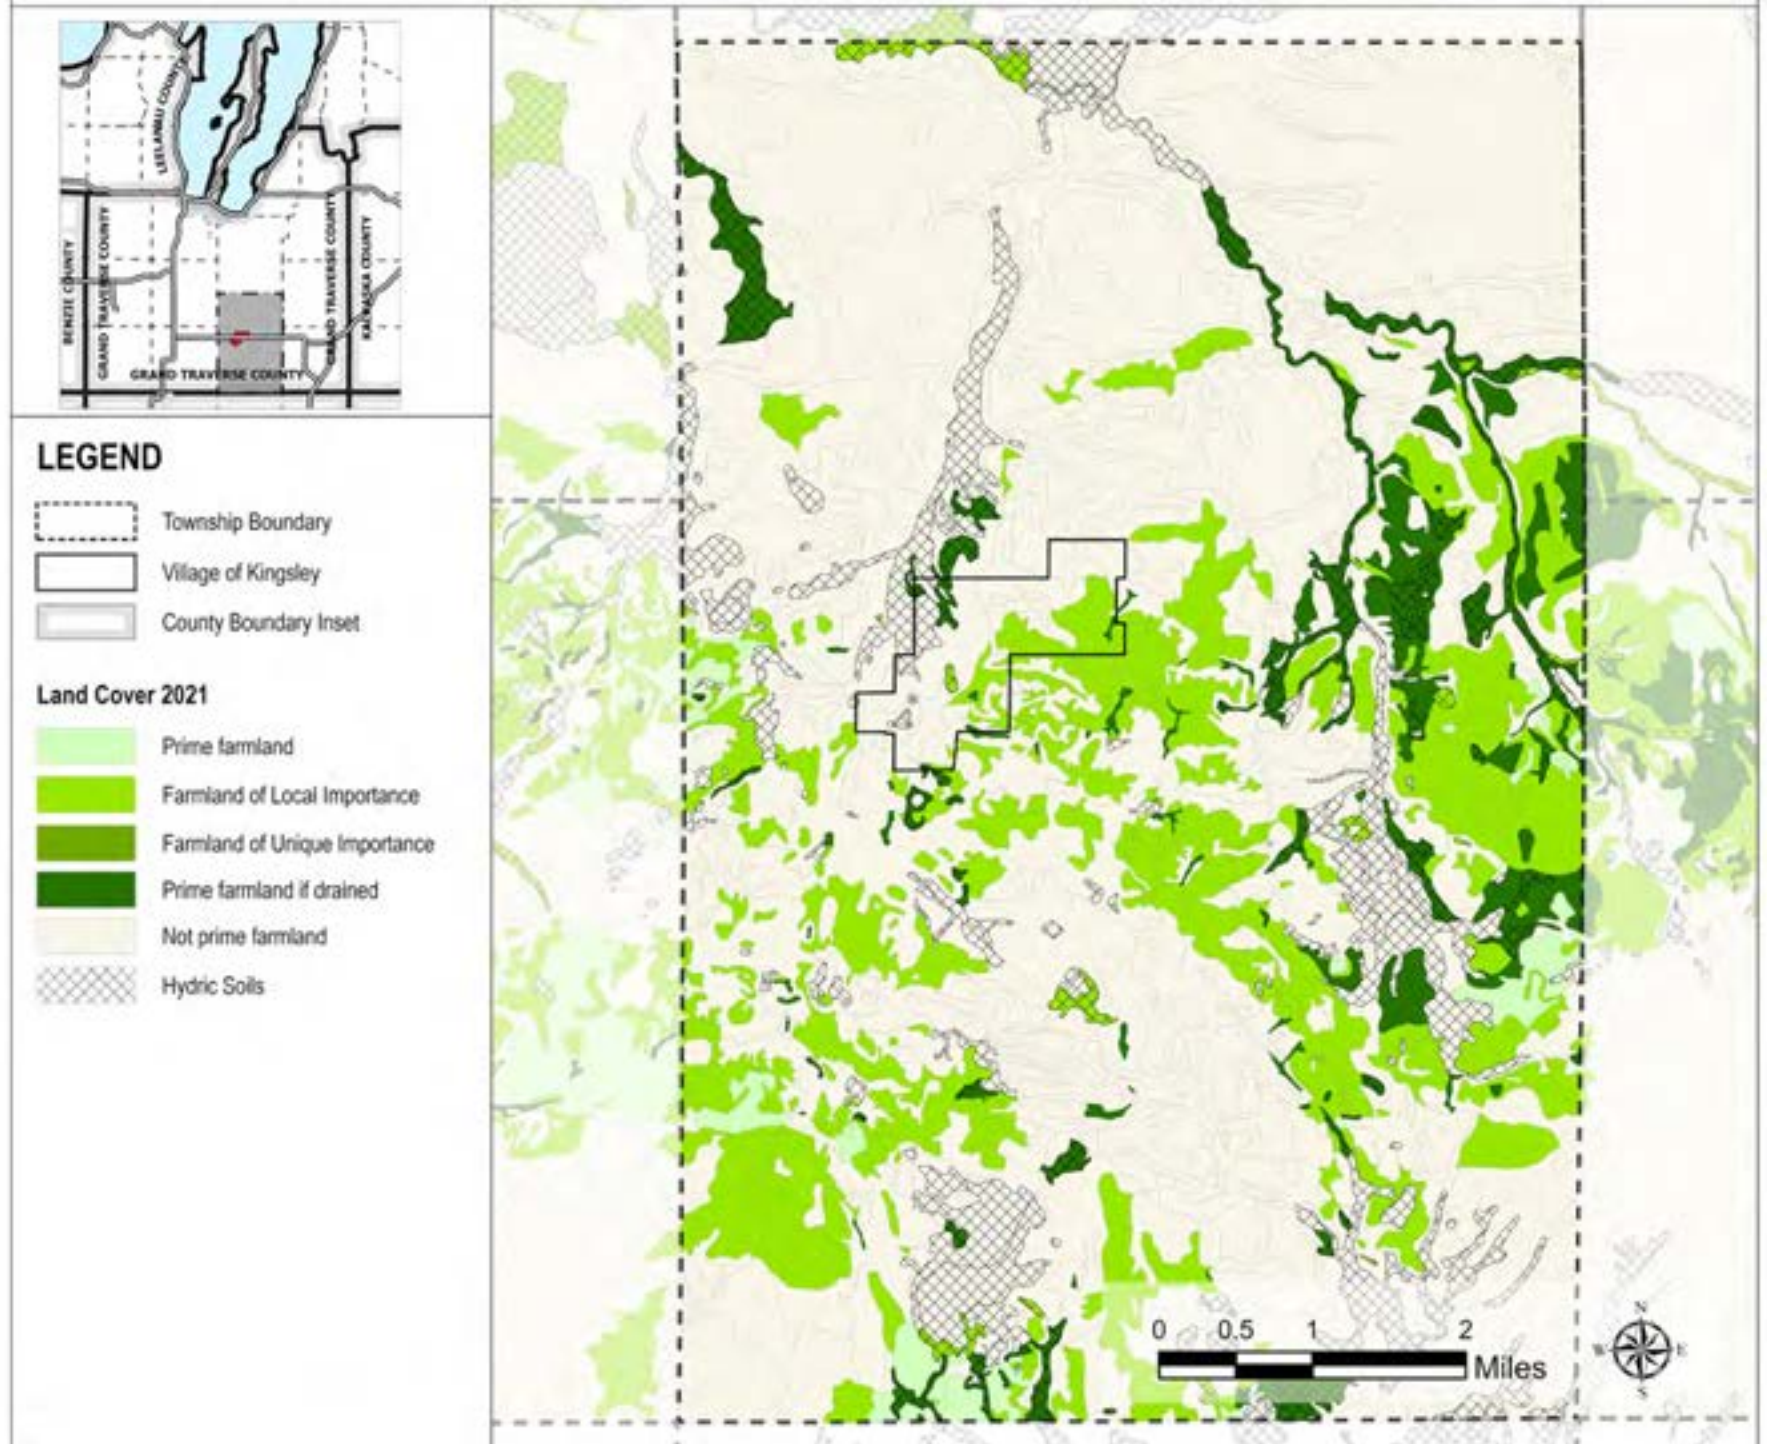 LEELANAU COUNTY
BENZIE COUNTY
GRAND TRAVERSE COUNTY
GRAND TRAVERSE COUNTY
KALKASKA COUNTY
GRAND TRAVERSE COUNTY
LEGEND
Township Boundary
Village of Kingsley
County Boundary Inset
Land Cover 2021
Prime farmland
Farmland of Local Importance
Farmland of Unique Importance
Prime farmland if drained
Not prime farmland
Hydric Soils
0 0.5 1 2
Miles
N
W E
S